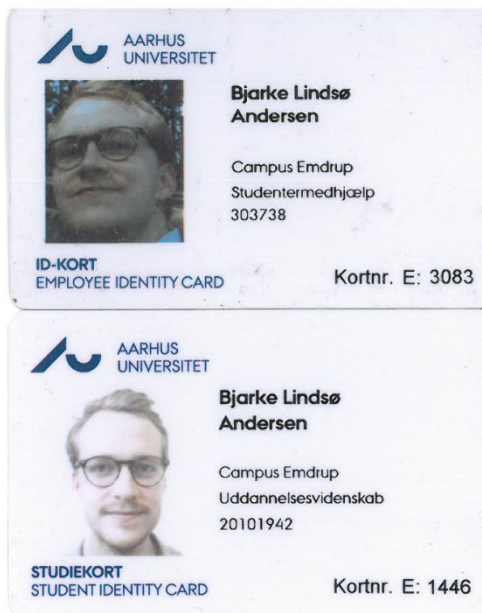 AARHUS
UNIVERSITET
Bjarke Lindsø
Andersen
Campus Emdrup
Studentermedhjælp
303738
ID-KORT
EMPLOYEE IDENTITY CARD
Kortnr. E: 3083
AARHUS
UNIVERSITET
Bjarke Lindsø
Andersen
Campus Emdrup
Uddannelsesvidenskab
20101942
STUDIEKORT
STUDENT IDENTITY CARD
Kortnr. E: 1446